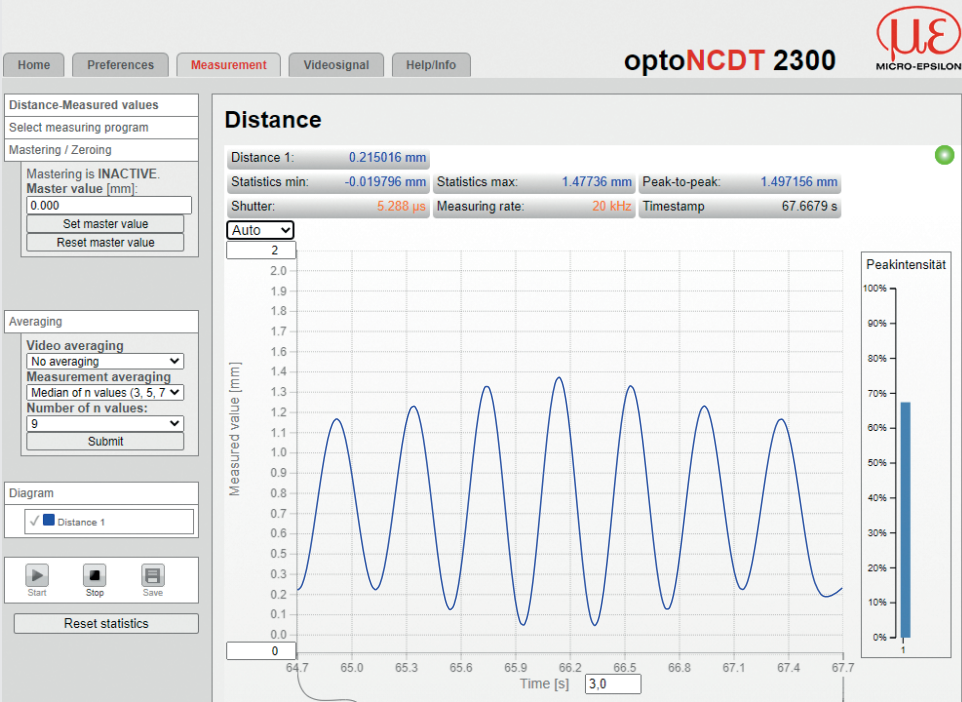 Home Preferences Measurement Videosignal Help/Info
optoNCDT 2300
με
MICRO-EPSILON
Distance-Measured values
Select measuring program
Mastering / Zeroing
Mastering is INACTIVE.
Master value [mm]:
0.000
Set master value
Reset master value
Averaging
Video averaging
No averaging
Measurement averaging
Median of n values (3, 5, 7
Number of n values:
9
Submit
Diagram
Distance 1
Start Stop Save
Reset statistics
Distance
Distance 1: 0.215016 mm
Statistics min: -0.019796 mm Statistics max: 1.47736 mm Peak-to-peak: 1.497156 mm
Shutter: 5.288 µs Measuring rate: 20 kHz Timestamp 67.6679 s
Auto
2
2.0
1.9
1.8
1.7
1.6
1.4
1.3
1.2
1.1
1.0
0.9
0.8
0.7
0.6
0.5
0.3
0.2
0.1
0.0
0
Measured value [mm]
64.7 65.0 65.3 65.6 65.9 66.2 66.5 66.8 67.1 67.4 67.7
Time [s] 3,0
Peakintensität
100%
90%
80%
70%
60%
50%
40%
30%
20%
10%
0%
1